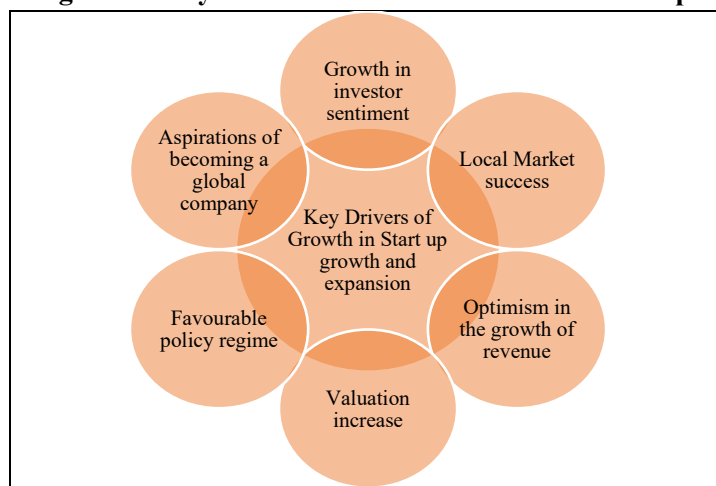 Growth in
investor
sentiment
Aspirations of
becoming a
global
company
Local Market
success
Key Drivers of
Growth in Start up
growth and
expansion
Favourable
policy regime
Optimism in
the growth of
revenue
Valuation
increase